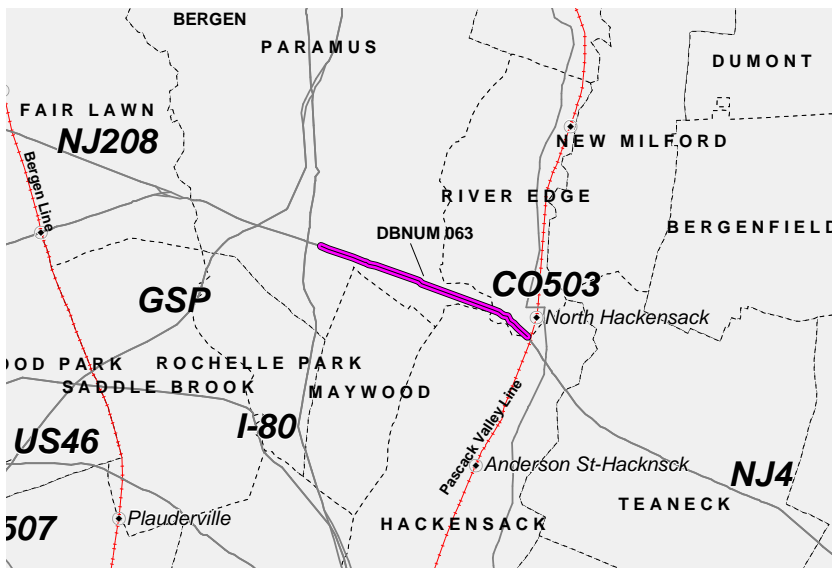 BERGEN
PARAMUS
DUMONT
FAIR LAWN
NJ208
NEW MILFORD
Bergen Line
RIVER EDGE
BERGENFIELD
DBNUM 063
CO503
GSP
North Hackensack
OOD PARK
ROCHELLE PARK
SADDLE BROOK
MAYWOOD
I-80
US46
Pascack Valley Line
Anderson St-Hacknsck
NJ4
TEANECK
507
Plauderville
HACKENSACK